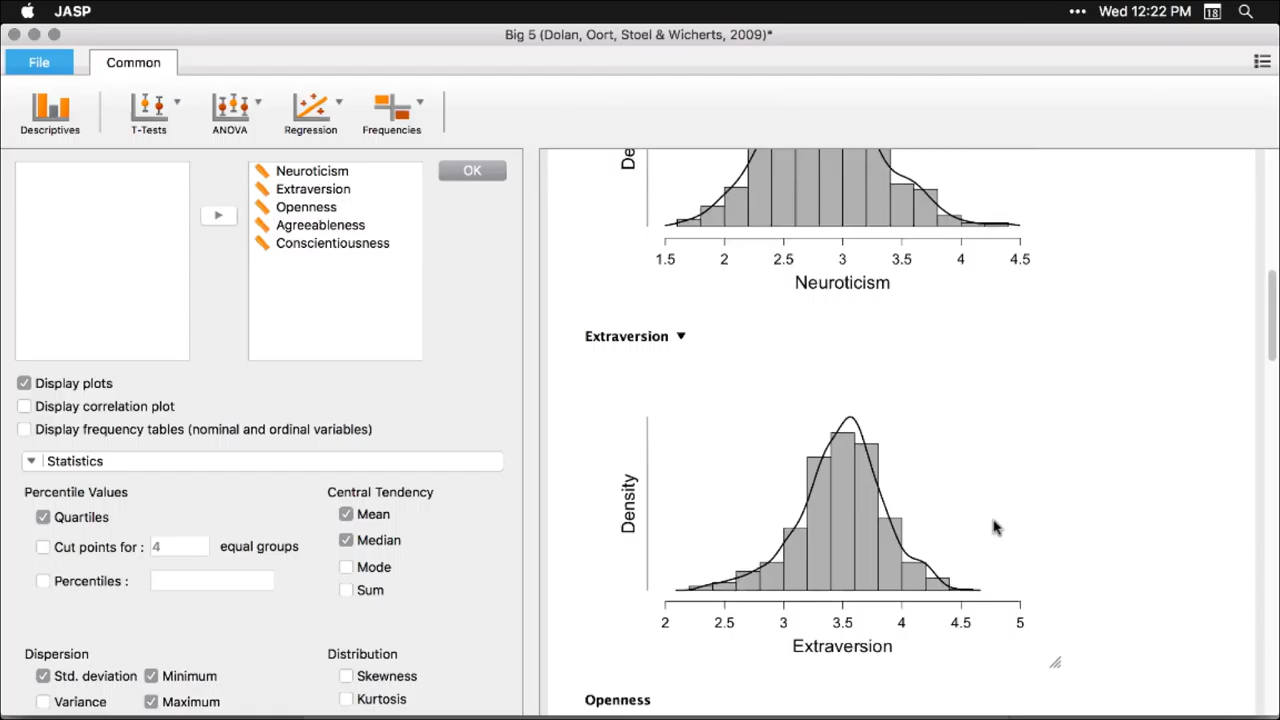 JASP
••• Wed 12:22 PM 18
Big 5 (Dolan, Oort, Stoel & Wicherts, 2009)*
File Common
Descriptives T-Tests ANOVA Regression Frequencies
Neuroticism
Extraversion
Openness
Agreeableness
Conscientiousness
OK
Display plots
Display correlation plot
Display frequency tables (nominal and ordinal variables)
Statistics
Percentile Values
Quartiles
Cut points for : 4 equal groups
Percentiles :
Central Tendency
Mean
Median
Mode
Sum
Dispersion
Std. deviation Minimum
Variance Maximum
Distribution
Skewness
Kurtosis
De
1.5 2 2.5 3 3.5 4 4.5
Neuroticism
Extraversion
Density
2 2.5 3 3.5 4 4.5 5
Extraversion
Openness